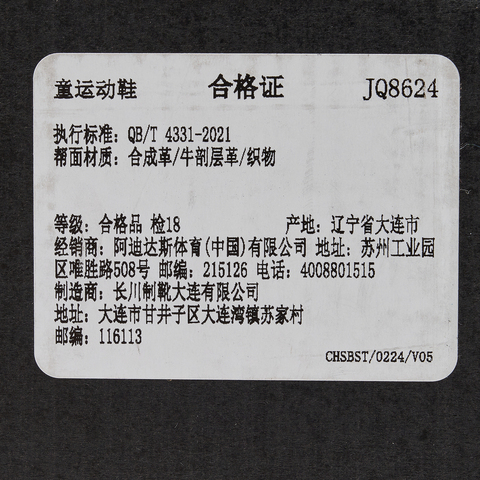 童运动鞋 合格证 JQ8624
执行标准: QB/T 4331-2021
帮面材质: 合成革/牛剖层革/织物
等级: 合格品 检18 产地: 辽宁省大连市
经销商: 阿迪达斯体育(中国)有限公司 地址: 苏州工业园
区唯胜路508号 邮编: 215126 电话: 4008801515
制造商: 长川制靴大连有限公司
地址: 大连市甘井子区大连湾镇苏家村
邮编: 116113
CHSBST/0224/V05